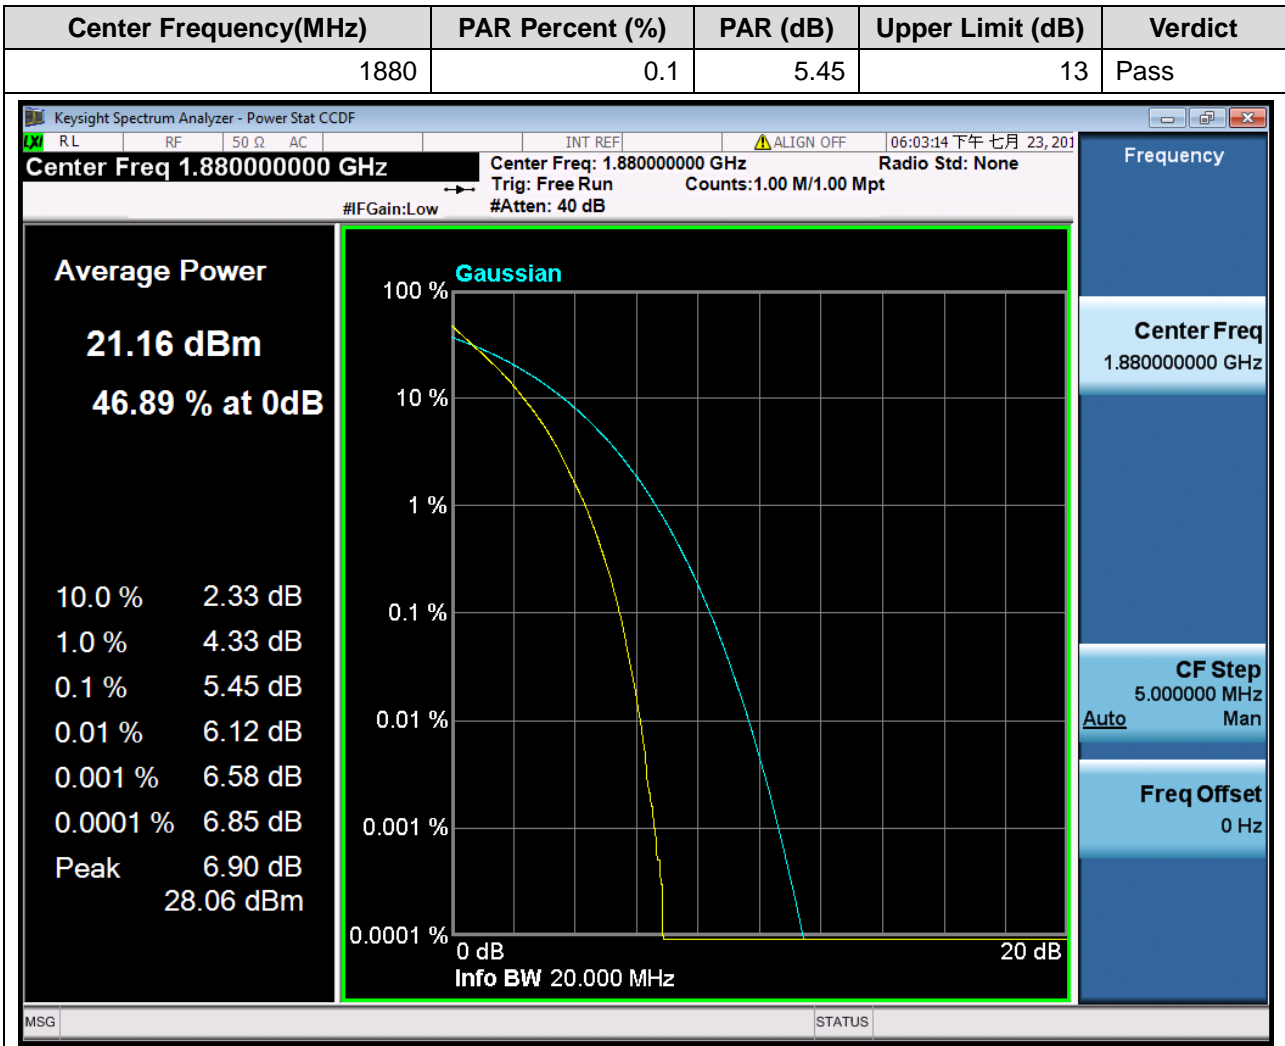 Center Frequency(MHz) PAR Percent (%) PAR (dB) Upper Limit (dB) Verdict
1880 0.1 5.45 13 Pass
Keysight Spectrum Analyzer - Power Stat CCDF
LXI RL RF 50 Ω AC INT REF ALIGN OFF 06:03:14 下午 七月 23, 201
Center Freq 1.880000000 GHz
Center Freq: 1.880000000 GHz Radio Std: None
Trig: Free Run Counts:1.00 M/1.00 Mpt
#IFGain:Low #Atten: 40 dB
Average Power
21.16 dBm
46.89 % at 0dB
10.0 % 2.33 dB
1.0 % 4.33 dB
0.1 % 5.45 dB
0.01 % 6.12 dB
0.001 % 6.58 dB
0.0001 % 6.85 dB
Peak 6.90 dB
28.06 dBm
Gaussian
100 %
10 %
1 %
0.1 %
0.01 %
0.001 %
0.0001 %
0 dB 20 dB
Info BW 20.000 MHz
Frequency
Center Freq
1.880000000 GHz
CF Step
5.000000 MHz
Auto Man
Freq Offset
0 Hz
MSG STATUS